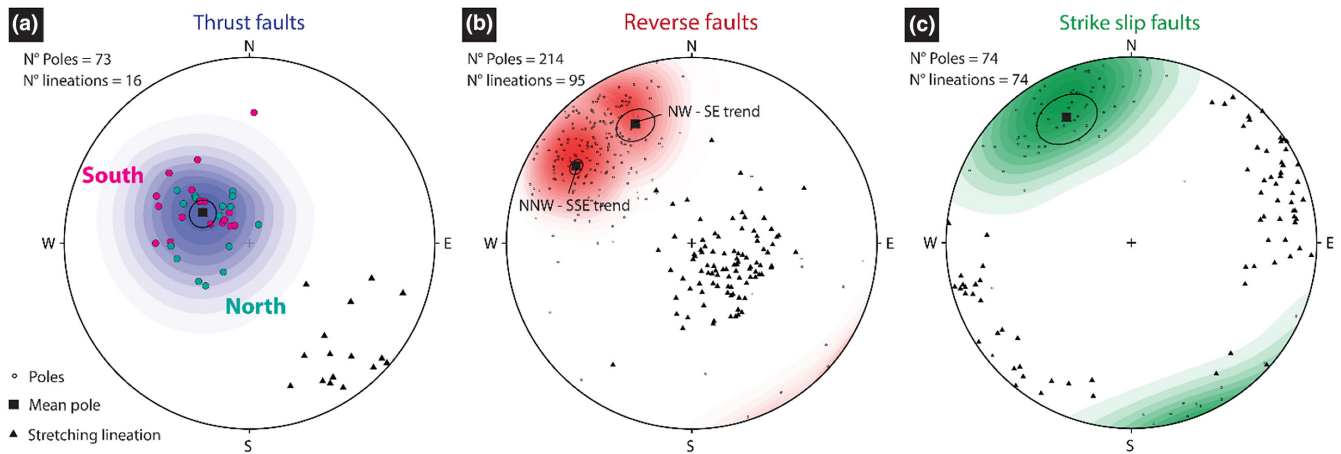 (a)
Thrust faults
N° Poles = 73
N° lineations = 16
N
South
W
E
North
Poles
Mean pole
Stretching lineation
S
(b)
Reverse faults
N° Poles = 214
N° lineations = 95
N
NW - SE trend
NNW - SSE trend
W
E
S
(c)
Strike slip faults
N° Poles = 74
N° lineations = 74
N
W
E
S